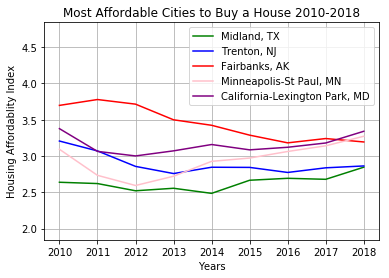 Most Affordable Cities to Buy a House 2010-2018
Housing Affordablity Index
4.5
4.0
3.5
3.0
2.5
2.0
Midland, TX
Trenton, NJ
Fairbanks, AK
Minneapolis-St Paul, MN
California-Lexington Park, MD
2010 2011 2012 2013 2014 2015 2016 2017 2018
Years